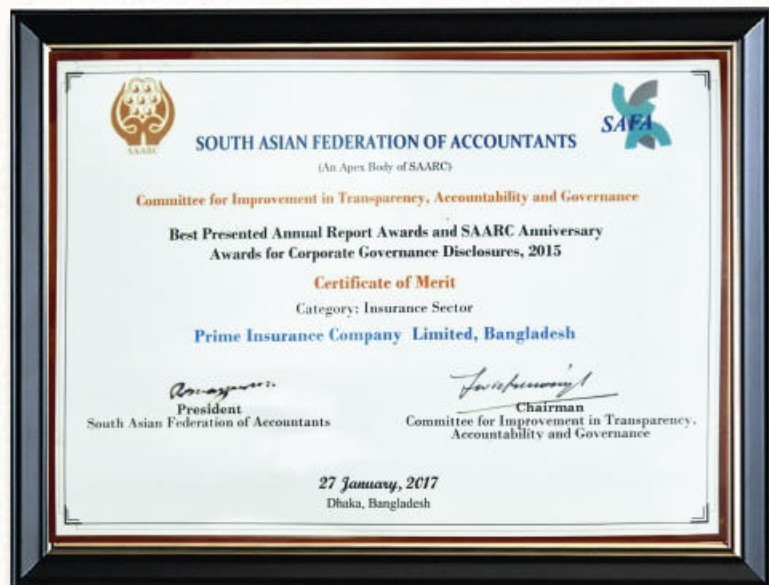 SAARC
SAFA
SOUTH ASIAN FEDERATION OF ACCOUNTANTS
(An Apex Body of SAARC)
Committee for Improvement in Transparency, Accountability and Governance
Best Presented Annual Report Awards and SAARC Anniversary
Awards for Corporate Governance Disclosures, 2015
Certificate of Merit
Category: Insurance Sector
Prime Insurance Company Limited, Bangladesh
President
South Asian Federation of Accountants
Chairman
Committee for Improvement in Transparency,
Accountability and Governance
27 January, 2017
Dhaka, Bangladesh